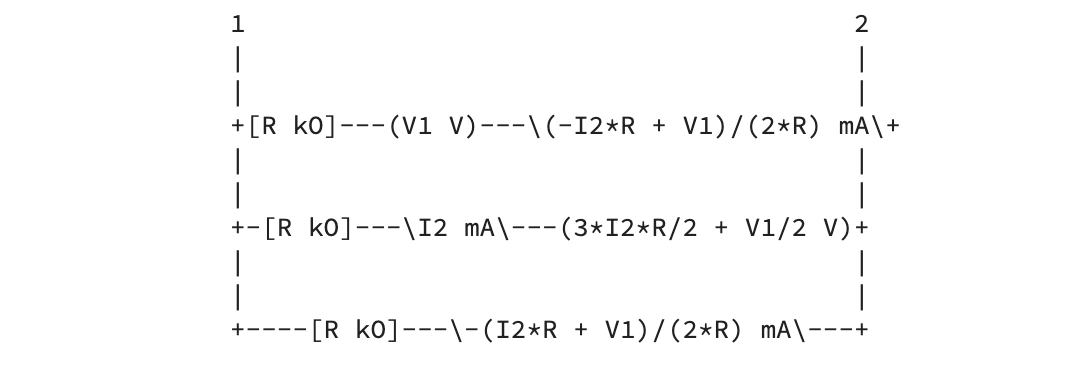 1 2
| |
| |
+[R kO]---(V1 V)---\(-I2*R + V1)/(2*R) mA\+
| |
| |
+-[R kO]---\I2 mA\---(3*I2*R/2 + V1/2 V)+
| |
| |
+----[R kO]---\-(I2*R + V1)/(2*R) mA\---+